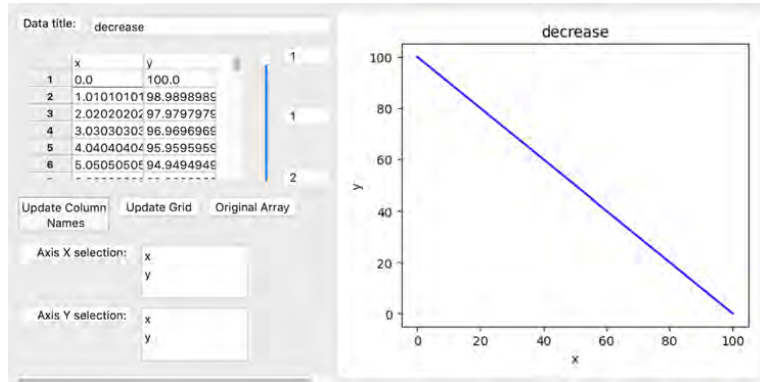 Data title: decrease
x y
1 0.0 100.0
2 1.01010101 98.9898989
3 2.02020202 97.9797979
4 3.03030303 96.9696969
5 4.04040404 95.9595959
6 5.05050505 94.9494949
1
1
2
Update Column Names
Update Grid
Original Array
Axis X selection:
x
y
Axis Y selection:
x
y
decrease
100
80
60
40
20
0
y
0 20 40 60 80 100
x